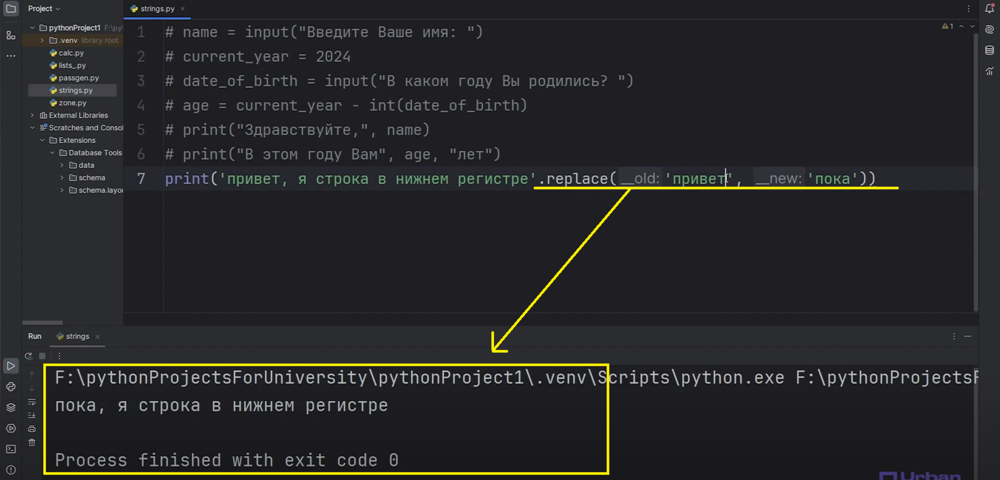 Project
strings.py
pythonProject1 F:\py
.venv library root
calc.py
lists_.py
passgen.py
strings.py
zone.py
External Libraries
Scratches and Consol
Extensions
Database Tools
data
schema
schema.layou
1 # name = input("Введите Ваше имя: ")
2 # current_year = 2024
3 # date_of_birth = input("В каком году Вы родились? ")
4 # age = current_year - int(date_of_birth)
5 # print("Здравствуйте,", name)
6 # print("В этом году Вам", age, "лет")
7 print('привет, я строка в нижнем регистре'.replace(__old: 'привет', __new: 'пока'))
1
Run strings
F:\pythonProjectsForUniversity\pythonProject1\.venv\Scripts\python.exe F:\pythonProjectsF
пока, я строка в нижнем регистре
Process finished with exit code 0
Urban